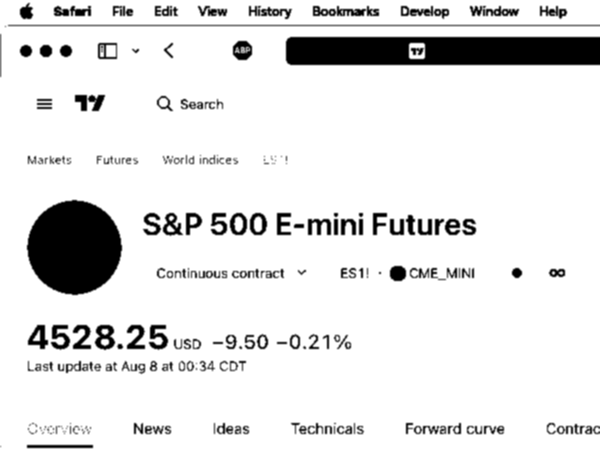 Safari File Edit View History Bookmarks Develop Window Help
ABP
Search
Markets Futures World indices ES1!
S&P 500 E-mini Futures
Continuous contract ES1! · CME_MINI
4528.25 USD −9.50 −0.21%
Last update at Aug 8 at 00:34 CDT
Overview News Ideas Technicals Forward curve Contrac